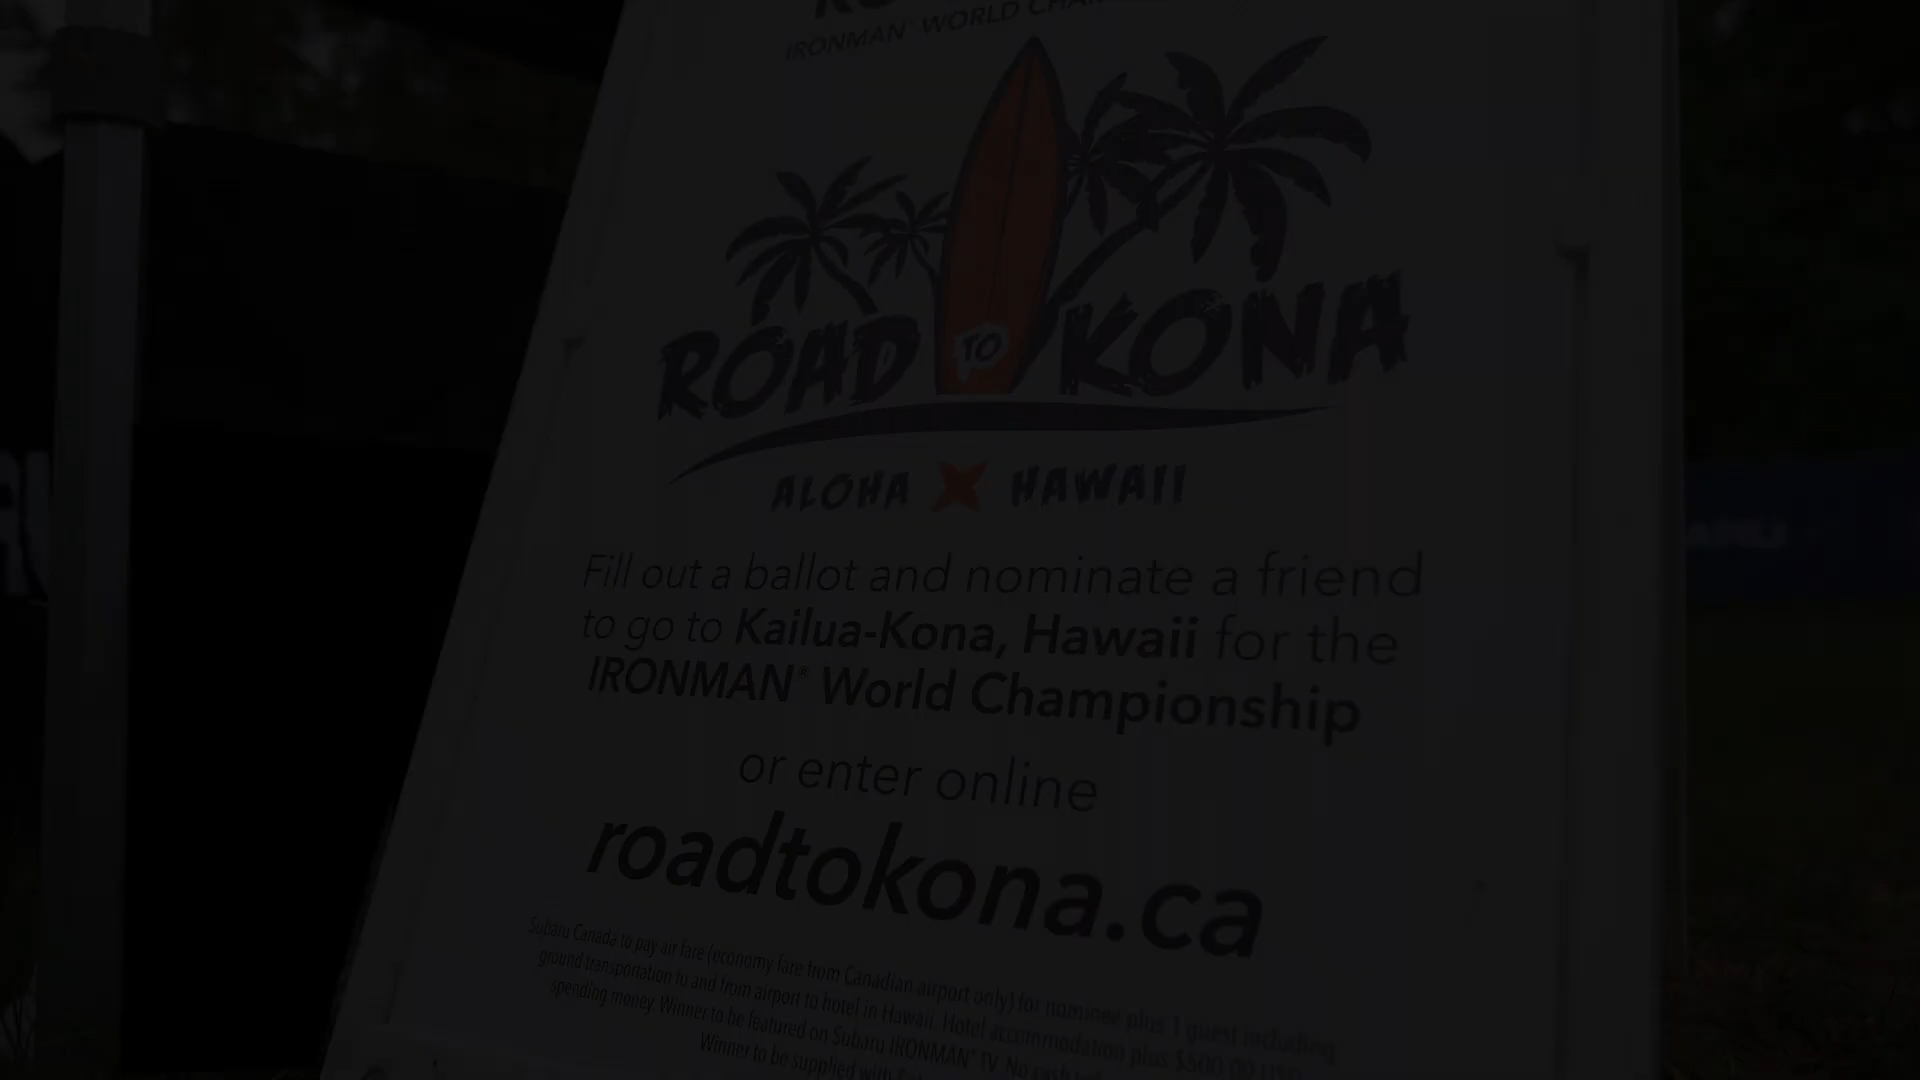 IRONMAN® WORLD
ROAD TO KONA
ALOHA HAWAII
Fill out a ballot and nominate a friend
to go to Kailua-Kona, Hawaii for the
IRONMAN® World Championship
or enter online
roadtokona.ca
Subaru Canada to pay air fare (economy fare from Canadian airport only) for nominee plus 1 guest including
ground transportation to and from airport to hotel in Hawaii. Hotel accommodation plus $500.00
spending money. Winner to be featured on Subaru IRONMAN® TV. No cash
Winner to be supplied with